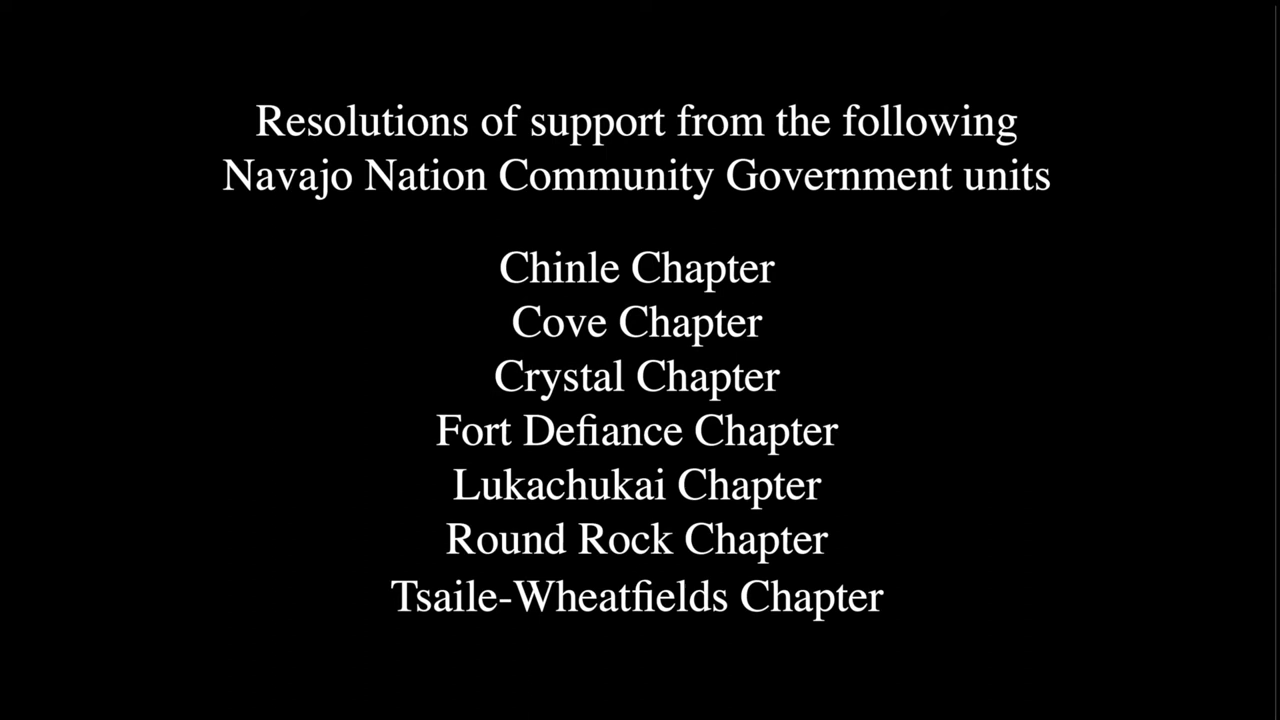 Resolutions of support from the following
Navajo Nation Community Government units
Chinle Chapter
Cove Chapter
Crystal Chapter
Fort Defiance Chapter
Lukachukai Chapter
Round Rock Chapter
Tsaile-Wheatfields Chapter